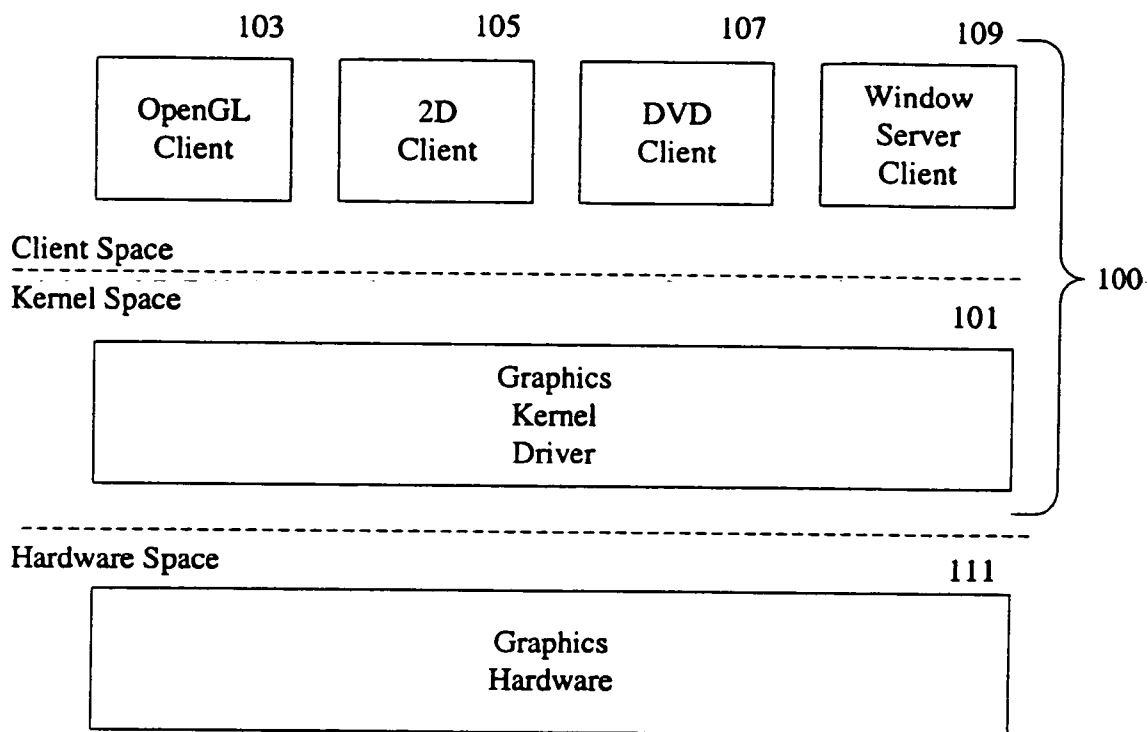 103
105
107
109
OpenGL
Client
2D
Client
DVD
Client
Window
Server
Client
Client Space
100
Kernel Space
101
Graphics
Kernel
Driver
Hardware Space
111
Graphics
Hardware